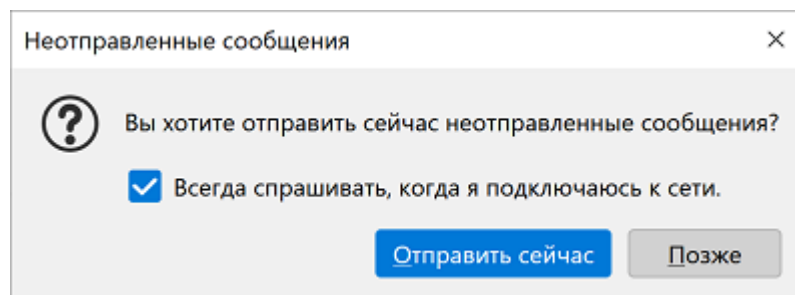 Неотправленные сообщения
Вы хотите отправить сейчас неотправленные сообщения?
Всегда спрашивать, когда я подключаюсь к сети.
Отправить сейчас
Позже